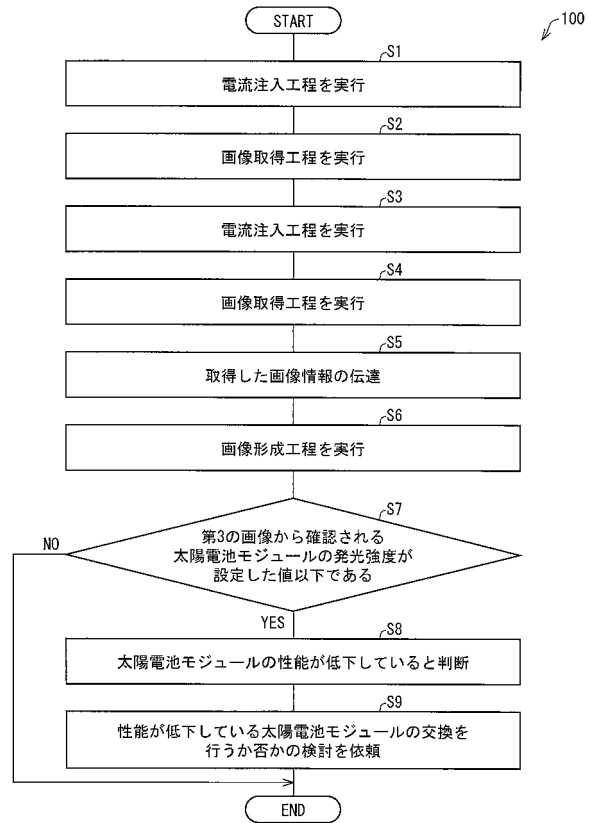 START
100
S1
電流注入工程を実行
S2
画像取得工程を実行
S3
電流注入工程を実行
S4
画像取得工程を実行
S5
取得した画像情報の伝達
S6
画像形成工程を実行
S7
第3の画像から確認される
太陽電池モジュールの発光強度が
設定した値以下である
NO
YES
S8
太陽電池モジュールの性能が低下していると判断
S9
性能が低下している太陽電池モジュールの交換を
行うか否かの検討を依頼
END